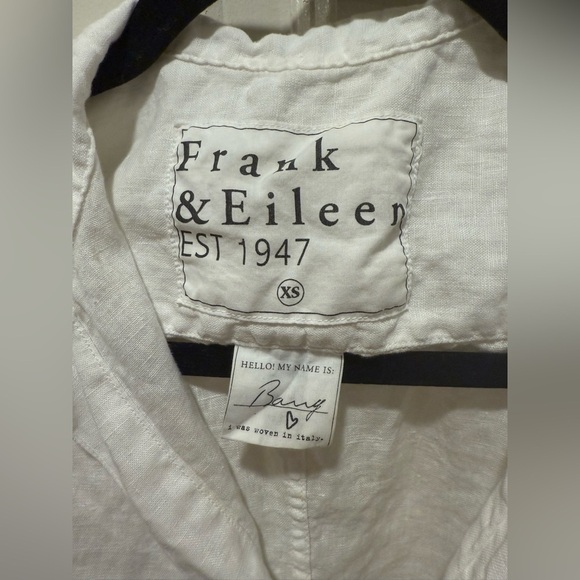 Frank
&Eileen
EST 1947
XS
HELLO! MY NAME IS:
Barry
i was woven in italy.